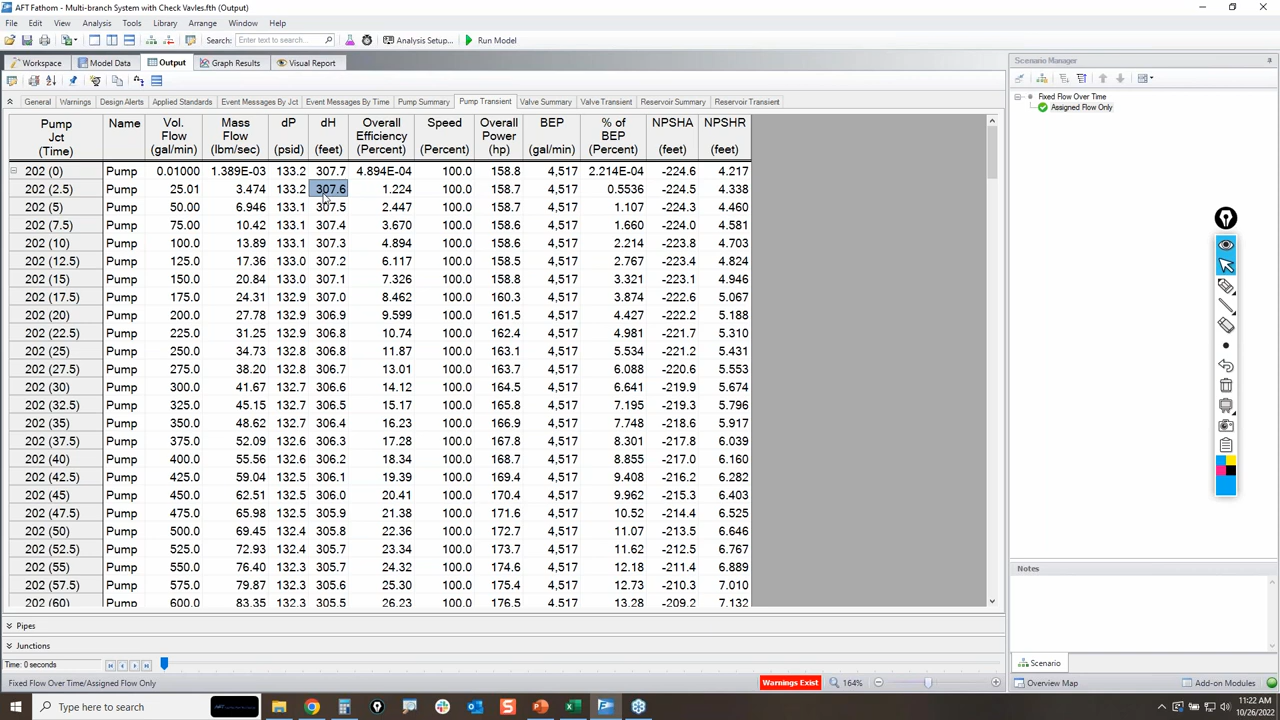 AFT Fathom - Multi-branch System with Check Vavles.fth (Output)
File Edit View Analysis Tools Library Arrange Window Help
Search: Enter text to search... Analysis Setup... Run Model
Workspace Model Data Output Graph Results Visual Report
General Warnings Design Alerts Applied Standards Event Messages By Jct Event Messages By Time Pump Summary Pump Transient Valve Summary Valve Transient Reservoir Summary Reservoir Transient
Pump Jct (Time) Name Vol. Flow (gal/min) Mass Flow (lbm/sec) dP (psid) dH (feet) Overall Efficiency (Percent) Speed (Percent) Overall Power (hp) BEP (gal/min) % of BEP (Percent) NPSHA (feet) NPSHR (feet)
202 (0) Pump 0.01000 1.389E-03 133.2 307.7 4.894E-04 100.0 158.8 4,517 2.214E-04 -224.6 4.217
202 (2.5) Pump 25.01 3.474 133.2 307.6 1.224 100.0 158.7 4,517 0.5536 -224.5 4.338
202 (5) Pump 50.00 6.946 133.1 307.5 2.447 100.0 158.7 4,517 1.107 -224.3 4.460
202 (7.5) Pump 75.00 10.42 133.1 307.4 3.670 100.0 158.6 4,517 1.660 -224.0 4.581
202 (10) Pump 100.0 13.89 133.1 307.3 4.894 100.0 158.6 4,517 2.214 -223.8 4.703
202 (12.5) Pump 125.0 17.36 133.0 307.2 6.117 100.0 158.5 4,517 2.767 -223.4 4.824
202 (15) Pump 150.0 20.84 133.0 307.1 7.326 100.0 158.8 4,517 3.321 -223.1 4.946
202 (17.5) Pump 175.0 24.31 132.9 307.0 8.462 100.0 160.3 4,517 3.874 -222.6 5.067
202 (20) Pump 200.0 27.78 132.9 306.9 9.599 100.0 161.5 4,517 4.427 -222.2 5.188
202 (22.5) Pump 225.0 31.25 132.9 306.8 10.74 100.0 162.4 4,517 4.981 -221.7 5.310
202 (25) Pump 250.0 34.73 132.8 306.8 11.87 100.0 163.1 4,517 5.534 -221.2 5.431
202 (27.5) Pump 275.0 38.20 132.8 306.7 13.01 100.0 163.7 4,517 6.088 -220.6 5.553
202 (30) Pump 300.0 41.67 132.7 306.6 14.12 100.0 164.5 4,517 6.641 -219.9 5.674
202 (32.5) Pump 325.0 45.15 132.7 306.5 15.17 100.0 165.8 4,517 7.195 -219.3 5.796
202 (35) Pump 350.0 48.62 132.7 306.4 16.23 100.0 166.9 4,517 7.748 -218.6 5.917
202 (37.5) Pump 375.0 52.09 132.6 306.3 17.28 100.0 167.8 4,517 8.301 -217.8 6.039
202 (40) Pump 400.0 55.56 132.6 306.2 18.34 100.0 168.7 4,517 8.855 -217.0 6.160
202 (42.5) Pump 425.0 59.04 132.5 306.1 19.39 100.0 169.4 4,517 9.408 -216.2 6.282
202 (45) Pump 450.0 62.51 132.5 306.0 20.41 100.0 170.4 4,517 9.962 -215.3 6.403
202 (47.5) Pump 475.0 65.98 132.5 305.9 21.38 100.0 171.6 4,517 10.52 -214.4 6.525
202 (50) Pump 500.0 69.45 132.4 305.8 22.36 100.0 172.7 4,517 11.07 -213.5 6.646
202 (52.5) Pump 525.0 72.93 132.4 305.7 23.34 100.0 173.7 4,517 11.62 -212.5 6.767
202 (55) Pump 550.0 76.40 132.3 305.7 24.32 100.0 174.6 4,517 12.18 -211.4 6.889
202 (57.5) Pump 575.0 79.87 132.3 305.6 25.30 100.0 175.4 4,517 12.73 -210.3 7.010
202 (60) Pump 600.0 83.35 132.3 305.5 26.23 100.0 176.5 4,517 13.28 -209.2 7.132
Pipes
Junctions
Time: 0 seconds
Fixed Flow Over Time/Assigned Flow Only Warnings Exist 164%
Scenario Manager
Fixed Flow Over Time
Assigned Flow Only
Notes
Scenario
Overview Map Add-on Modules
Type here to search
11:22 AM
10/26/2022